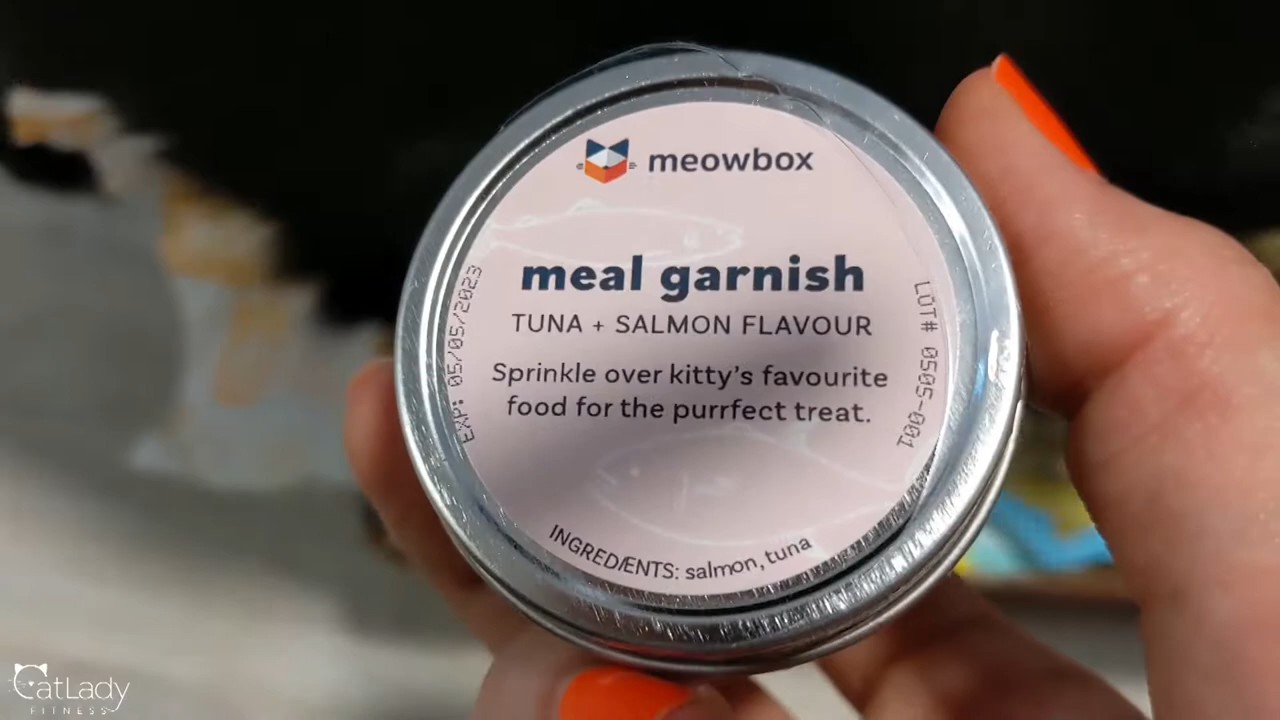 meowbox
meal garnish
TUNA + SALMON FLAVOUR
Sprinkle over kitty's favourite
food for the purrfect treat.
INGREDIENTS: salmon, tuna
EXP: 05/05/2023
LOT# 0505-001
CatLady
FITNESS